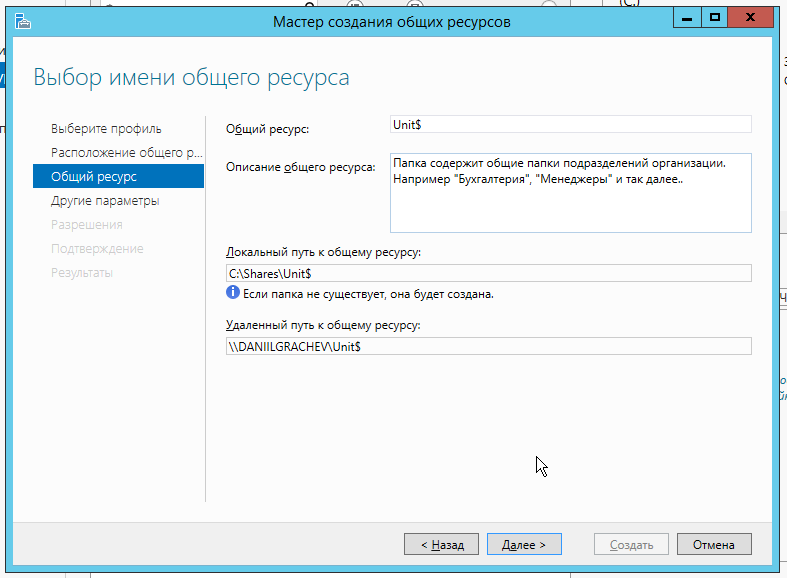 Мастер создания общих ресурсов
Выбор имени общего ресурса
Выберите профиль
Расположение общего р...
Общий ресурс
Другие параметры
Разрешения
Подтверждение
Результаты
Общий ресурс:
Unit$
Описание общего ресурса:
Папка содержит общие папки подразделений организации.
Например "Бухгалтерия", "Менеджеры" и так далее..
Локальный путь к общему ресурсу:
C:\Shares\Unit$
Если папка не существует, она будет создана.
Удаленный путь к общему ресурсу:
\\DANIILGRACHEV\Unit$
< Назад
Далее >
Создать
Отмена